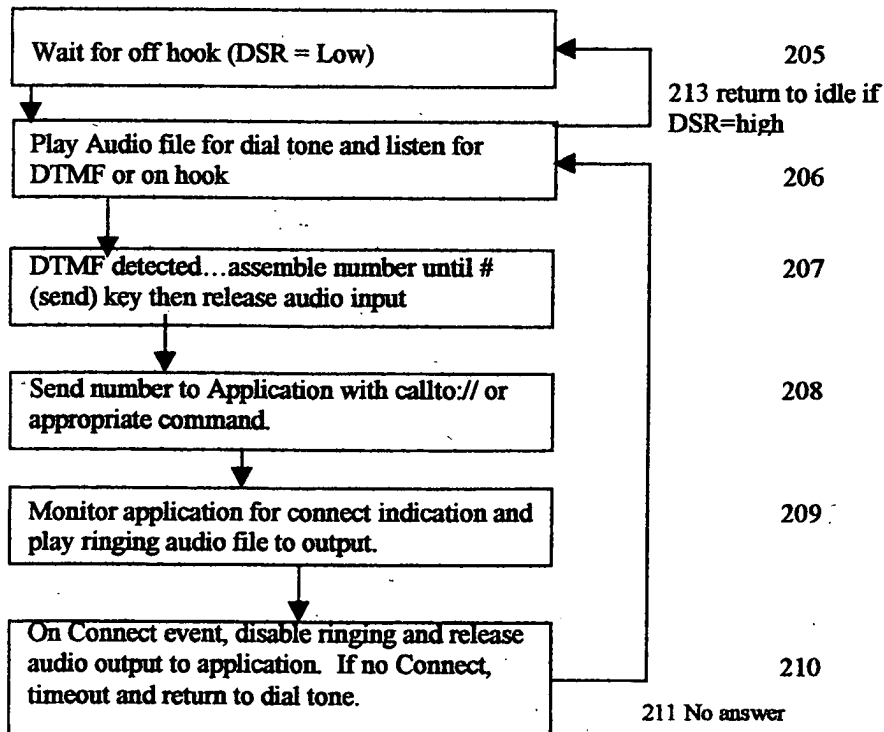 Wait for off hook (DSR = Low)
205
213 return to idle if
DSR=high
Play Audio file for dial tone and listen for
DTMF or on hook
206
DTMF detected...assemble number until #
(send) key then release audio input
207
Send number to Application with callto:// or
appropriate command.
208
Monitor application for connect indication and
play ringing audio file to output.
209
On Connect event, disable ringing and release
audio output to application. If no Connect,
timeout and return to dial tone.
210
211 No answer